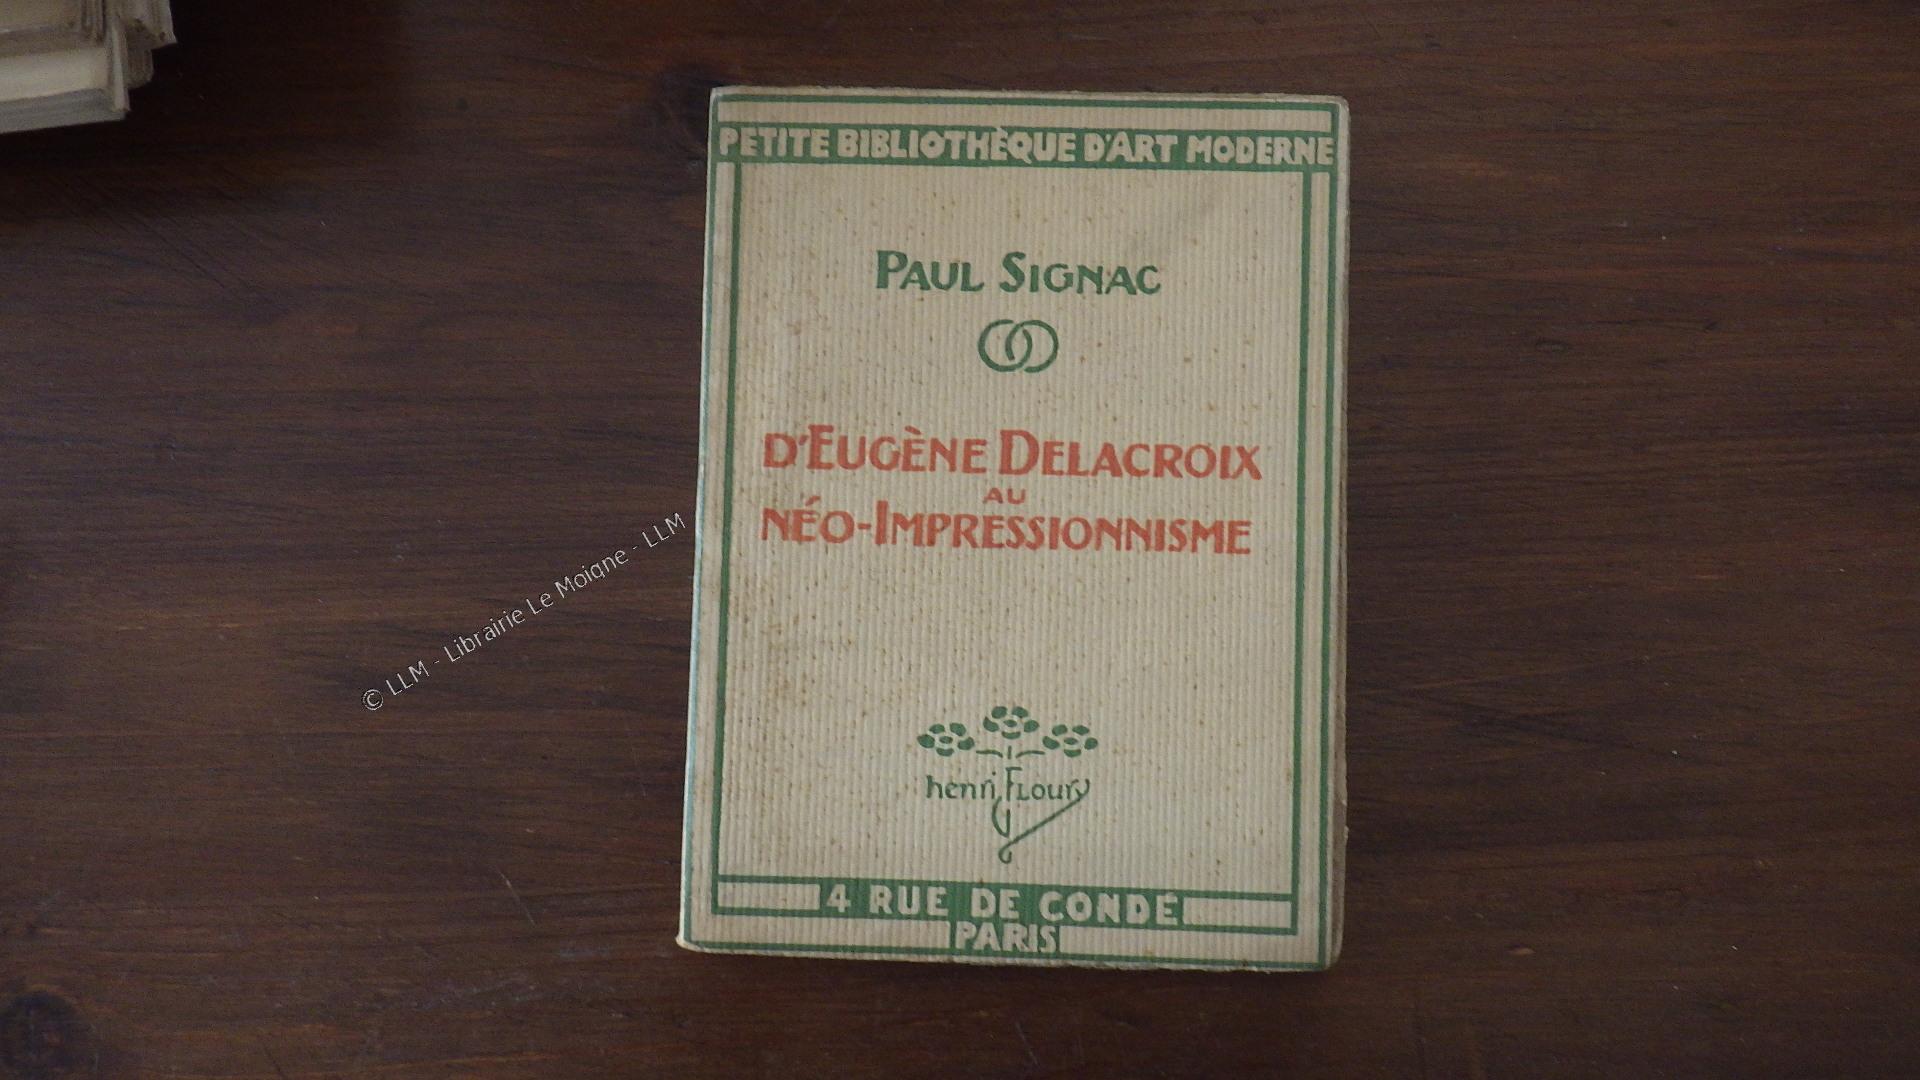 PETITE BIBLIOTHÈQUE D'ART MODERNE
PAUL SIGNAC
D'EUGÈNE DELACROIX
AU
NÉO-IMPRESSIONNISME
henri FLoury
4 RUE DE CONDÉ
PARIS
© LLM - Librairie Le Moigne - LLM